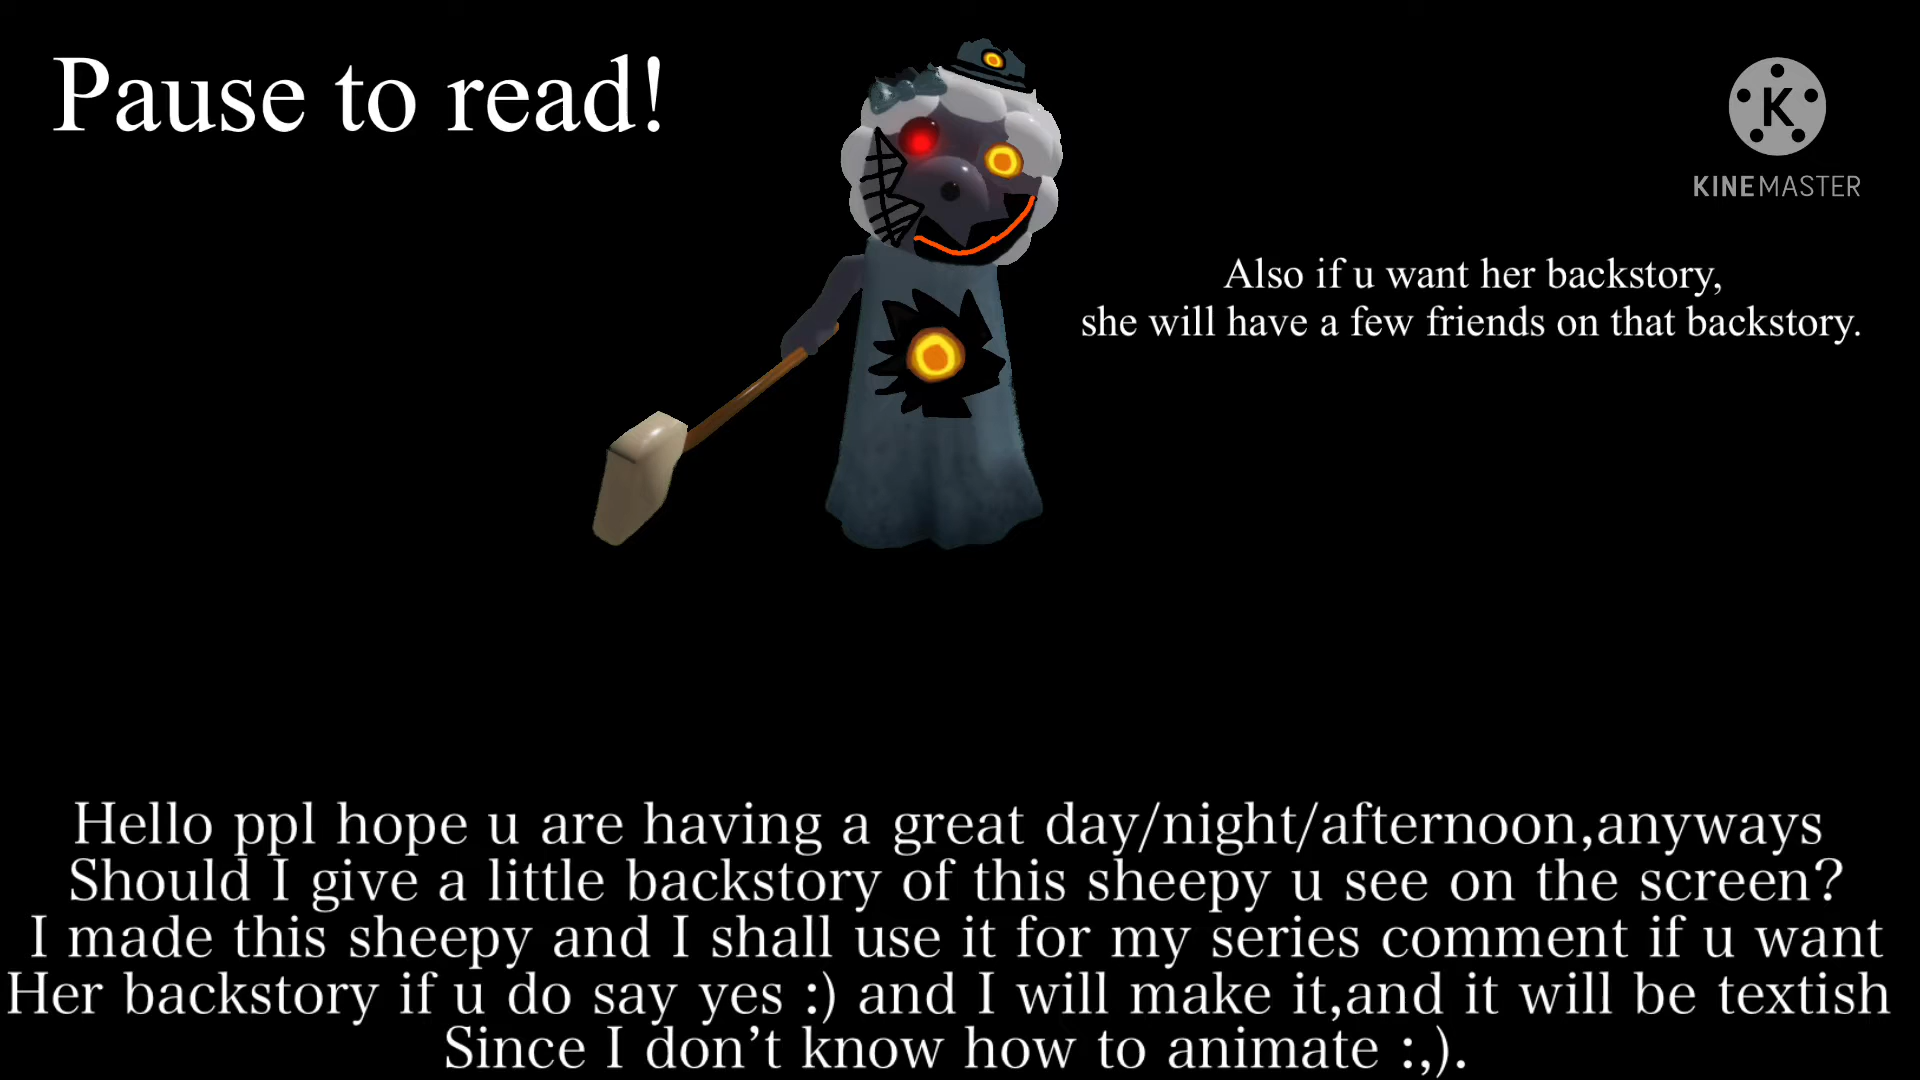 Pause to read!
K
KINEMASTER
Also if u want her backstory,
she will have a few friends on that backstory.
Hello ppl hope u are having a great day/night/afternoon,anyways
Should I give a little backstory of this sheepy u see on the screen?
I made this sheepy and I shall use it for my series comment if u want
Her backstory if u do say yes :) and I will make it,and it will be textish
Since I don’t know how to animate :,).